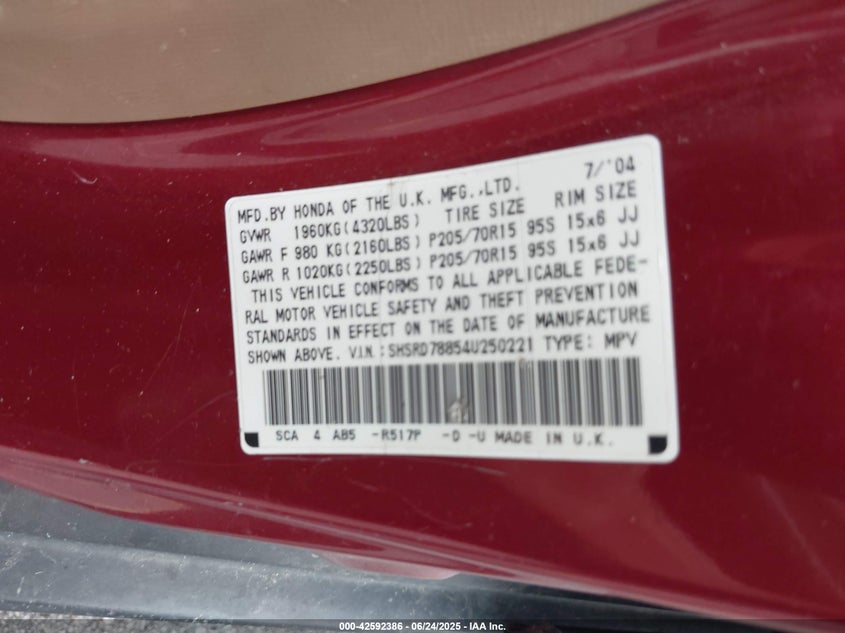 7/'04
MFD.BY HONDA OF THE U.K. MFG.,LTD.
GVWR 1960KG(4320LBS) TIRE SIZE RIM SIZE
GAWR F 980 KG(2160LBS) P205/70R15 95S 15x6 JJ
GAWR R 1020KG(2250LBS) P205/70R15 95S 15x6 JJ
THIS VEHICLE CONFORMS TO ALL APPLICABLE FEDE-
RAL MOTOR VEHICLE SAFETY AND THEFT PREVENTION
STANDARDS IN EFFECT ON THE DATE OF MANUFACTURE
SHOWN ABOVE. V.I.N.:SHSRD78854U250221 TYPE: MPV
SCA 4 AB5 -R517P -D -U MADE IN U.K.
000-42592386 - 06/24/2025 - IAA Inc.